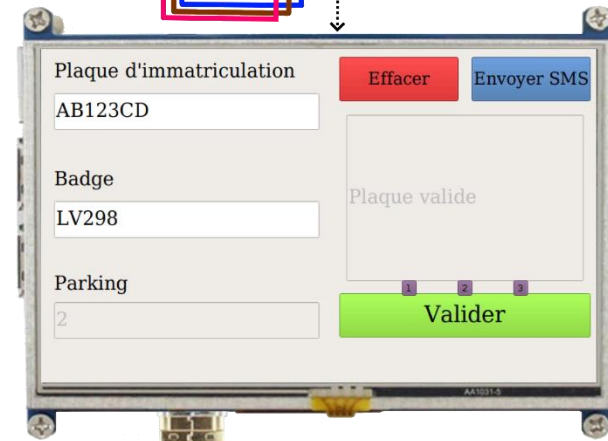 Plaque d'immatriculation
AB123CD
Badge
LV298
Parking
2
Effacer
Envoyer SMS
Plaque valide
1 2 3
Valider
AA1031-5